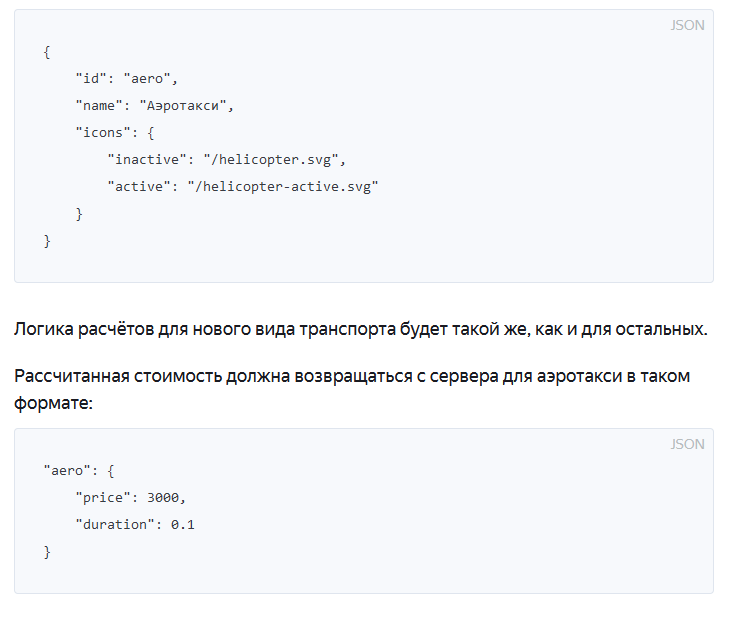 JSON
{
"id": "aero",
"name": "Аэротакси",
"icons": {
"inactive": "/helicopter.svg",
"active": "/helicopter-active.svg"
}
}
Логика расчётов для нового вида транспорта будет такой же, как и для остальных.
Рассчитанная стоимость должна возвращаться с сервера для аэротакси в таком
формате:
JSON
"aero": {
"price": 3000,
"duration": 0.1
}